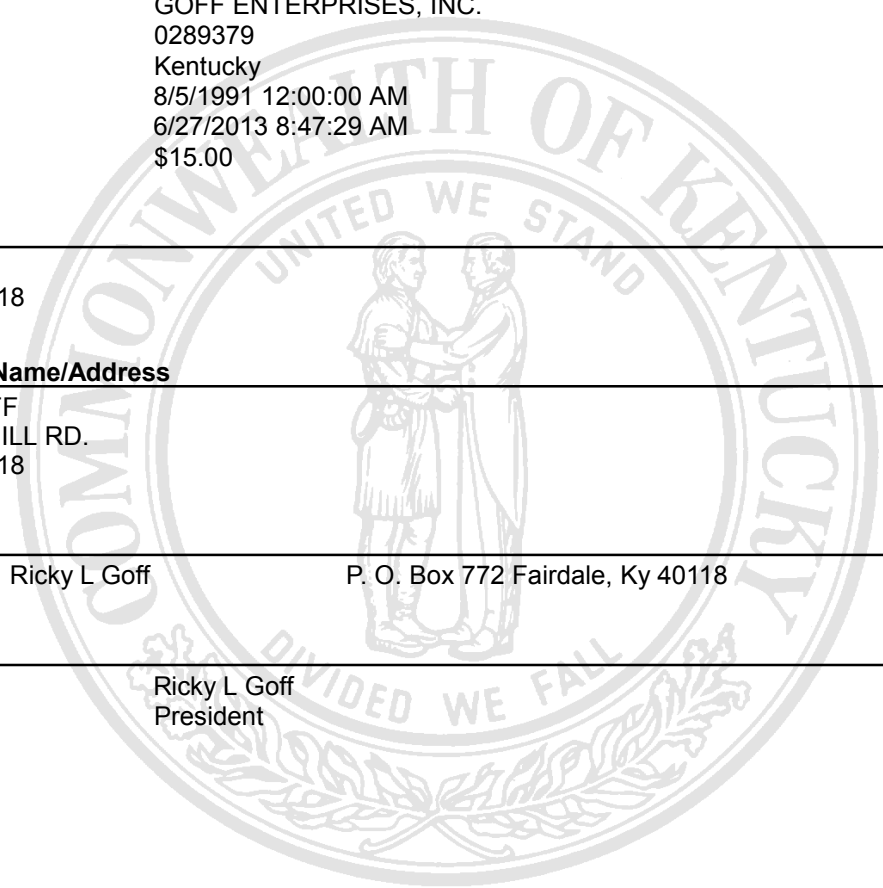 GOFF ENTERPRISES, INC.
0289379
Kentucky
8/5/1991 12:00:00 AM
6/27/2013 8:47:29 AM
$15.00
18
Name/Address
ILL RD.
18
Ricky L Goff P. O. Box 772 Fairdale, Ky 40118
Ricky L Goff
President
COMMONWEALTH OF KENTUCKY
UNITED WE STAND
DIVIDED WE FALL